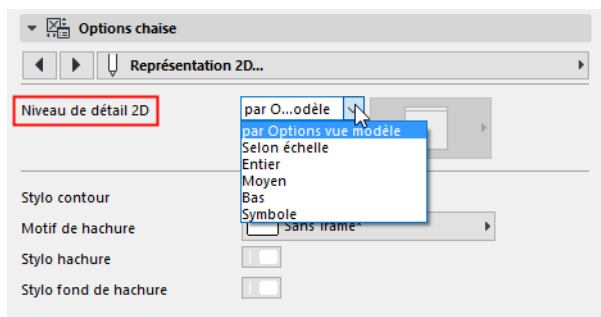 Options chaise
Représentation 2D...
Niveau de détail 2D
par O...odèle
par Options vue modèle
Selon échelle
Entier
Moyen
Bas
Symbole
Stylo contour
Motif de hachure
Sans trame*
Stylo hachure
Stylo fond de hachure